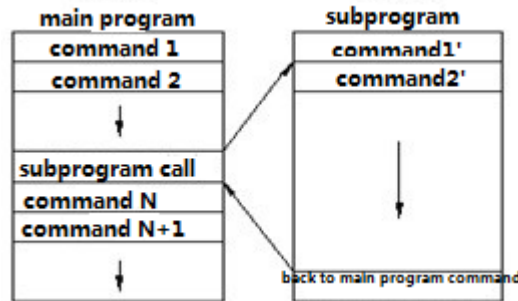 main program
command 1
command 2
subprogram call
command N
command N+1
subprogram
command1'
command2'
back to main program command